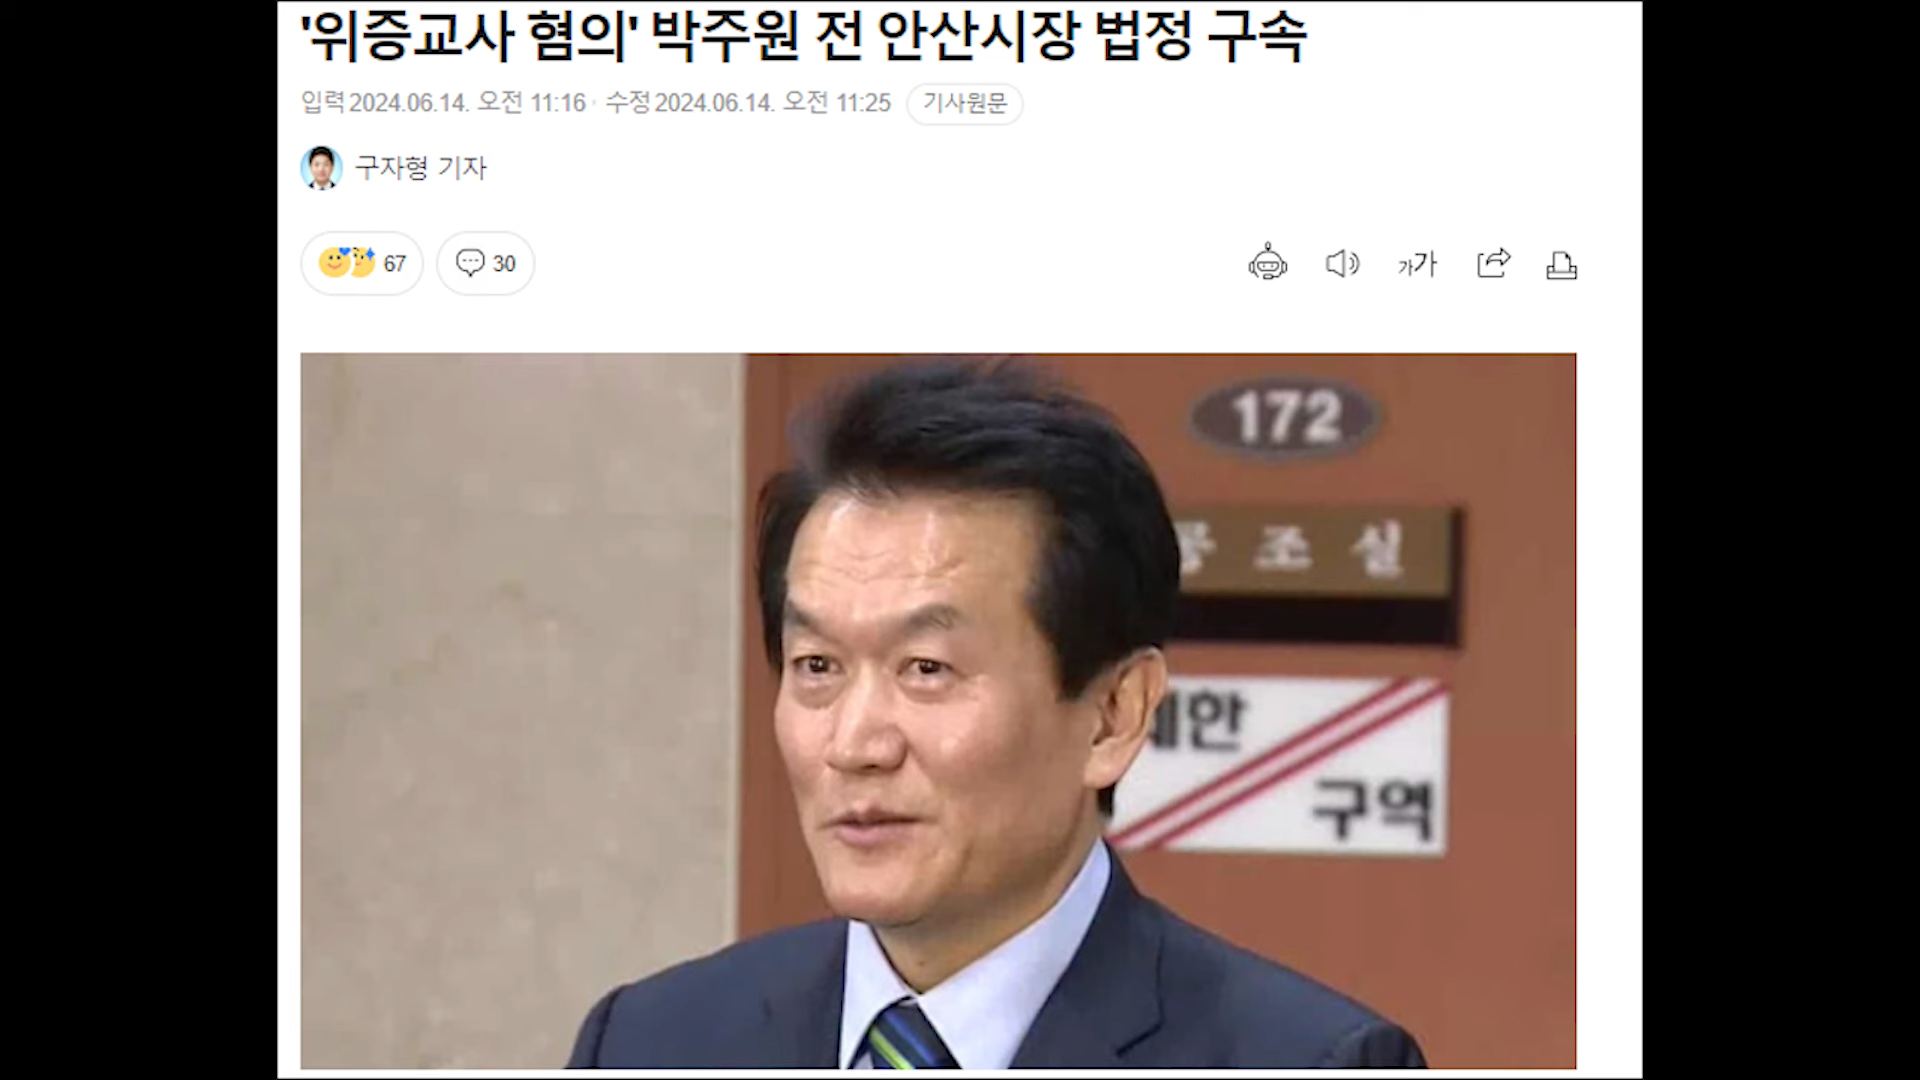 '위증교사 혐의' 박주원 전 안산시장 법정 구속
입력 2024.06.14. 오전 11:16 · 수정 2024.06.14. 오전 11:25 기사원문
구자형 기자
67 30 가가
172
조 실
한
구역